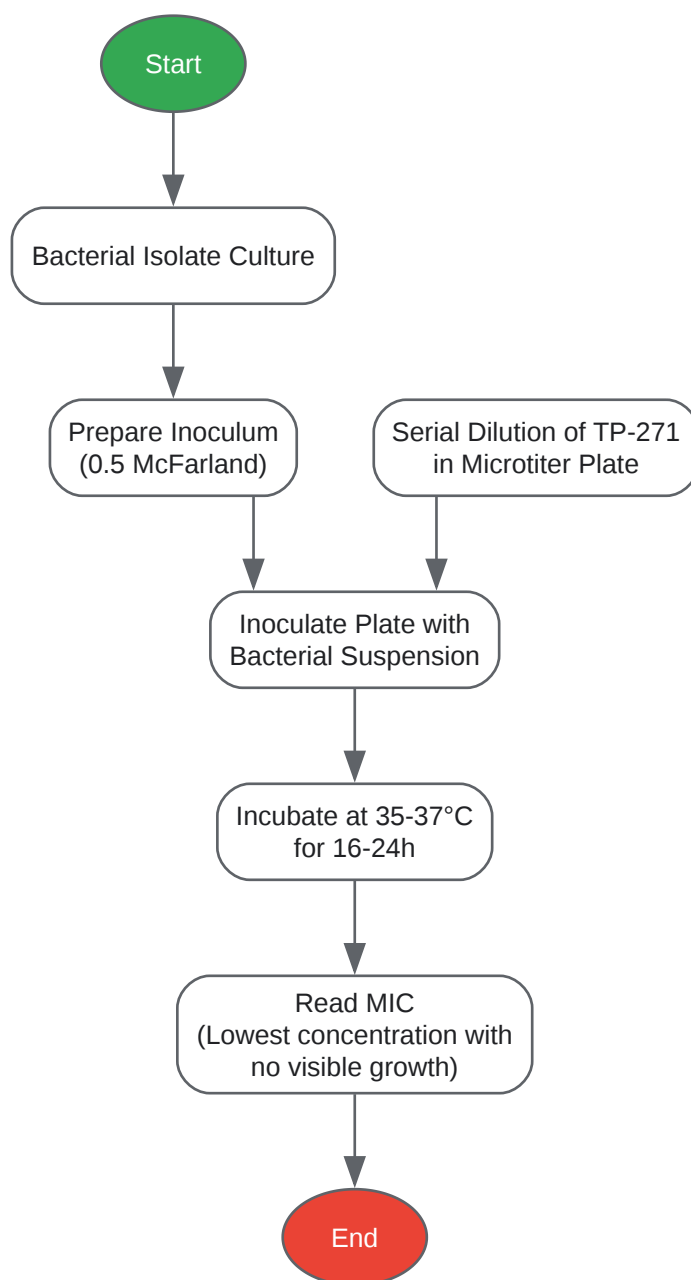 Start
Bacterial Isolate Culture
Prepare Inoculum
(0.5 McFarland)
Serial Dilution of TP-271
in Microtiter Plate
Inoculate Plate with
Bacterial Suspension
Incubate at 35-37°C
for 16-24h
Read MIC
(Lowest concentration with
no visible growth)
End